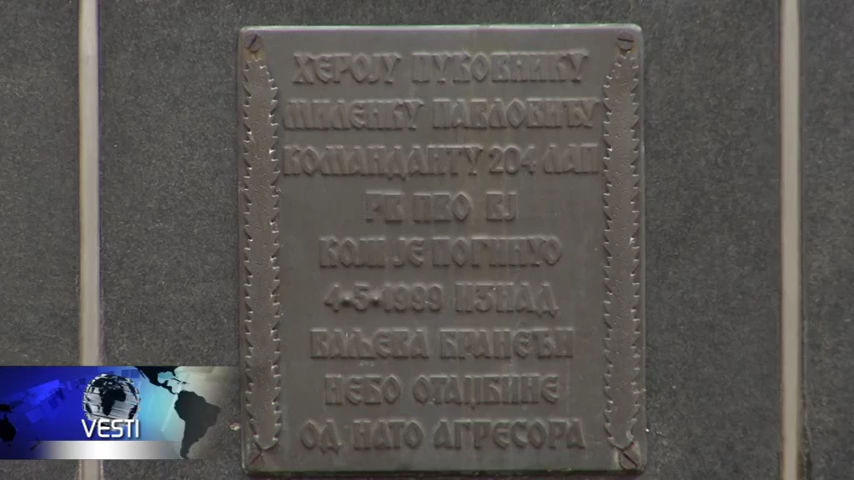 ХЕРОЈУ ПУКОВНИКУ
МИЛЕНКУ ПАВЛОВИЋУ
КОМАНДАНТУ 204 ЛАП
РВ ПВО ВЈ
КОЈИ ЈЕ ПОГИНУО
4•5•1999 ИЗНАД
ВАЉЕВА БРАНЕЋИ
НЕБО ОТАЏБИНЕ
ОД НАТО АГРЕСОРА
VESTI